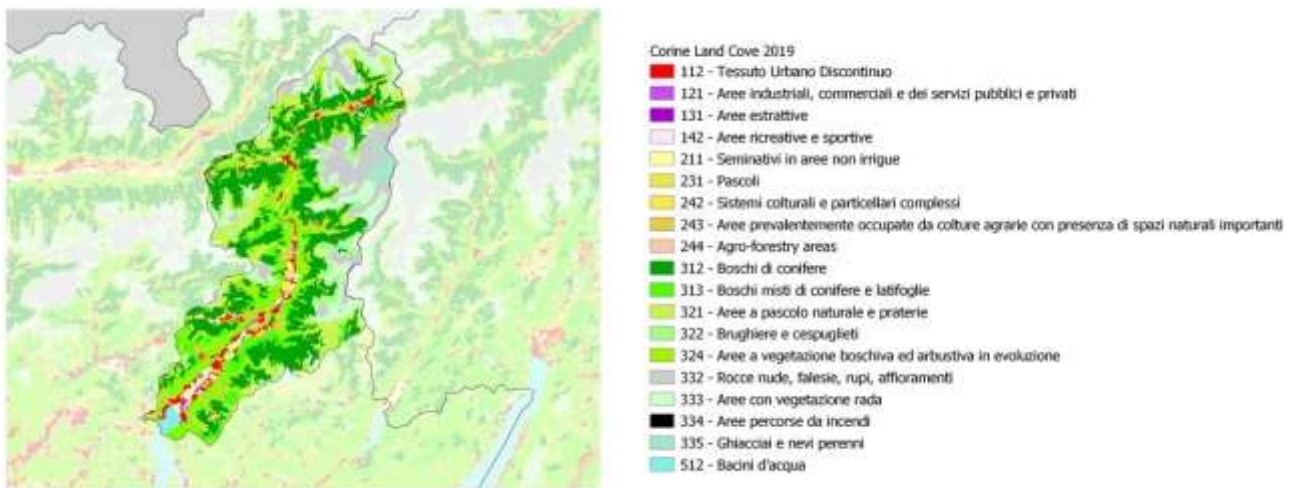 Corine Land Cove 2019
112 - Tessuto Urbano Discontinuo
121 - Aree industriali, commerciali e dei servizi pubblici e privati
131 - Aree estrattive
142 - Aree ricreative e sportive
211 - Seminativi in aree non irrigue
231 - Pascoli
242 - Sistemi colturali e particellari complessi
243 - Aree prevalentemente occupate da colture agrarie con presenza di spazi naturali importanti
244 - Agro-forestry areas
312 - Boschi di conifere
313 - Boschi misti di conifere e latifoglie
321 - Aree a pascolo naturale e praterie
322 - Brughiere e cespuglieti
324 - Aree a vegetazione boschiva ed arbustiva in evoluzione
332 - Rocce nude, falesie, rupi, affioramenti
333 - Aree con vegetazione rada
334 - Aree percorse da incendi
335 - Ghiacciai e nevi perenni
512 - Bacini d'acqua